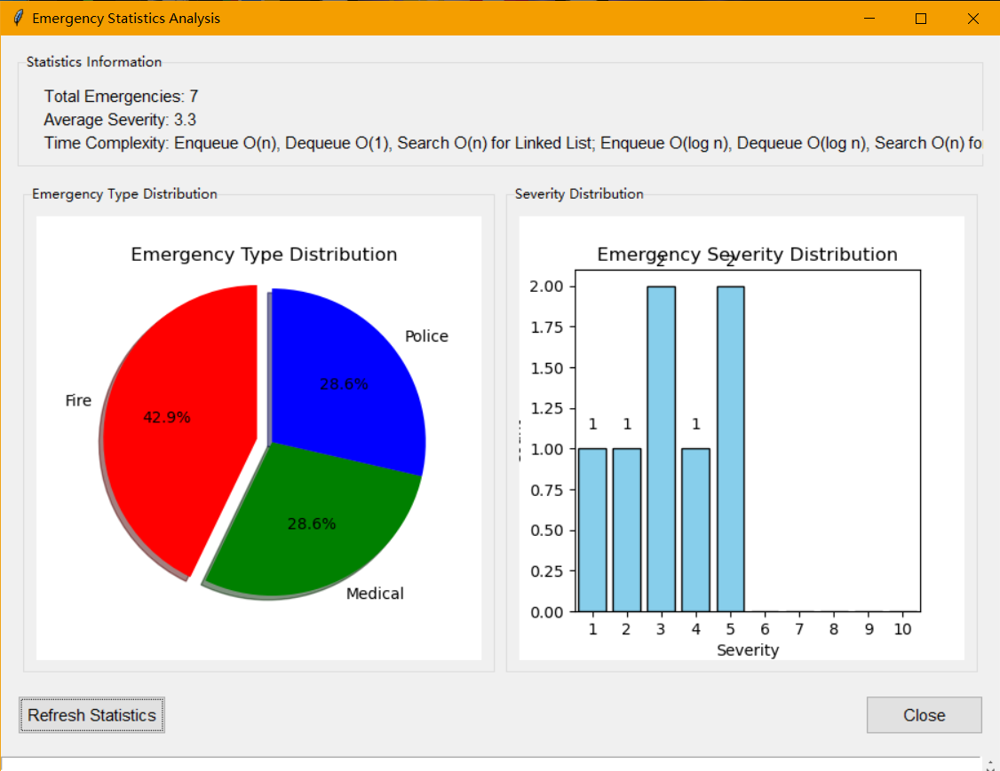 Emergency Statistics Analysis
Statistics Information
Total Emergencies: 7
Average Severity: 3.3
Time Complexity: Enqueue O(n), Dequeue O(1), Search O(n) for Linked List; Enqueue O(log n), Dequeue O(log n), Search O(n)
Emergency Type Distribution
Emergency Type Distribution
Police
28.6%
Fire
42.9%
28.6%
Medical
Severity Distribution
Emergency Severity Distribution
2 2
2.00
1.75
1.50
1.25
1 1 1
1.00
0.75
0.50
0.25
0.00
1 2 3 4 5 6 7 8 9 10
Severity
Refresh Statistics
Close